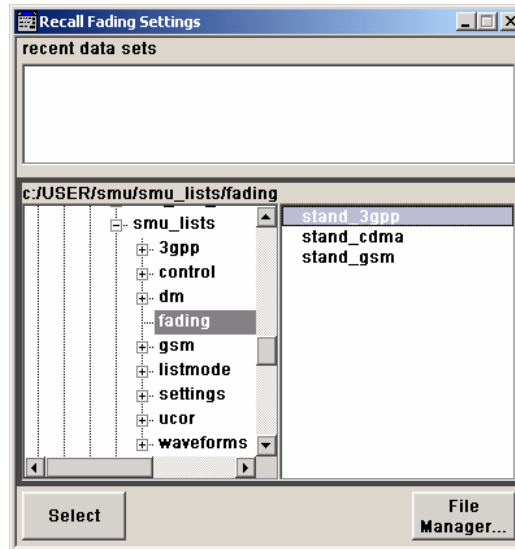 Recall Fading Settings
recent data sets
c:/USER/smu/smu_lists/fading
smu_lists
3gpp
control
dm
fading
gsm
listmode
settings
ucor
waveforms
stand_3gpp
stand_cdma
stand_gsm
Select
File
Manager...